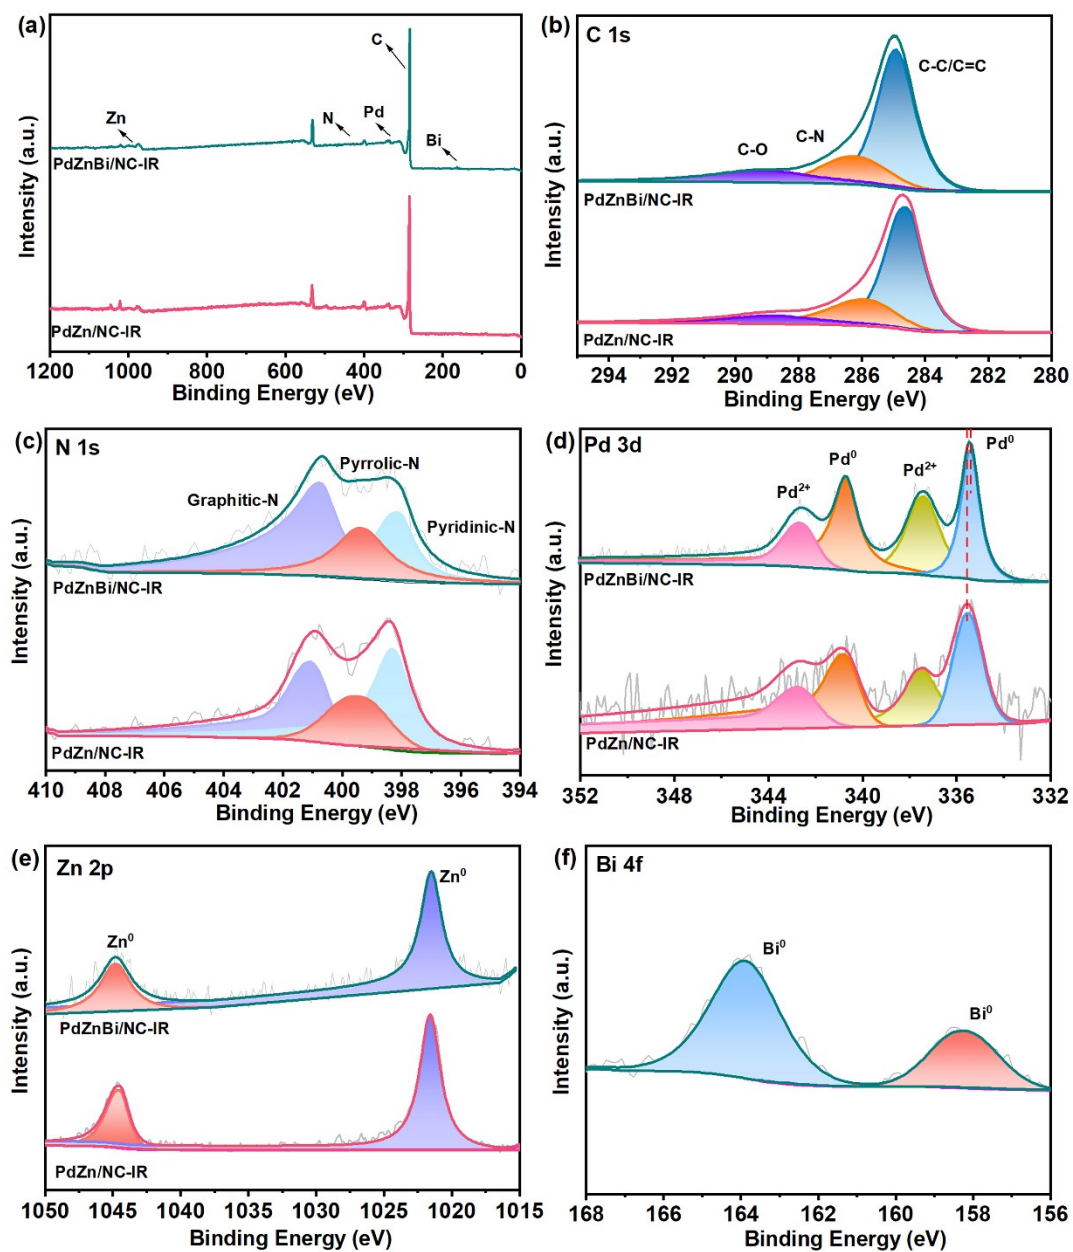 (a)
C
Zn
N
Pd
Bi
PdZnBi/NC-IR
PdZn/NC-IR
Intensity (a.u.)
1200 1000 800 600 400 200 0
Binding Energy (eV)
(b)
C 1s
C-C/C=C
C-N
C-O
PdZnBi/NC-IR
PdZn/NC-IR
Intensity (a.u.)
294 292 290 288 286 284 282 280
Binding Energy (eV)
(c)
N 1s
Pyrrolic-N
Graphitic-N
Pyridinic-N
PdZnBi/NC-IR
PdZn/NC-IR
Intensity (a.u.)
410 408 406 404 402 400 398 396 394
Binding Energy (eV)
(d)
Pd 3d
Pd⁰
Pd⁰
Pd²⁺
Pd²⁺
PdZnBi/NC-IR
PdZn/NC-IR
Intensity (a.u.)
352 348 344 340 336 332
Binding Energy (eV)
(e)
Zn 2p
Zn⁰
Zn⁰
PdZnBi/NC-IR
PdZn/NC-IR
Intensity (a.u.)
1050 1045 1040 1035 1030 1025 1020 1015
Binding Energy (eV)
(f)
Bi 4f
Bi⁰
Bi⁰
Intensity (a.u.)
168 166 164 162 160 158 156
Binding Energy (eV)